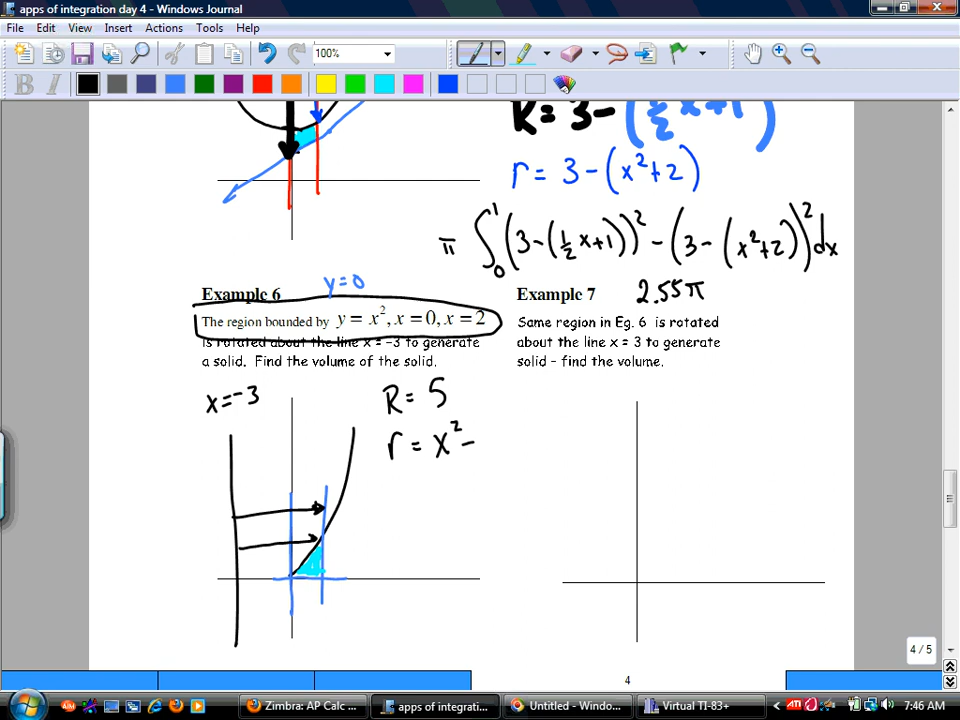 apps of integration day 4 - Windows Journal
File Edit View Insert Actions Tools Help
100%
B I
R = 3 - (½x+1)
r = 3 - (x²+2)
π ∫₀¹ (3-(½x+1))² - (3-(x²+2))² dx
y=0
Example 6
The region bounded by y = x², x = 0, x = 2
is rotated about the line x = -3 to generate
a solid. Find the volume of the solid.
Example 7 2.55π
Same region in Eg. 6 is rotated
about the line x = 3 to generate
solid – find the volume.
x=-3
R = 5
r = x² -
4 / 5
4
Zimbra: AP Calc ...
apps of integrati...
Untitled - Windo...
Virtual TI-83+
ATI
7:46 AM